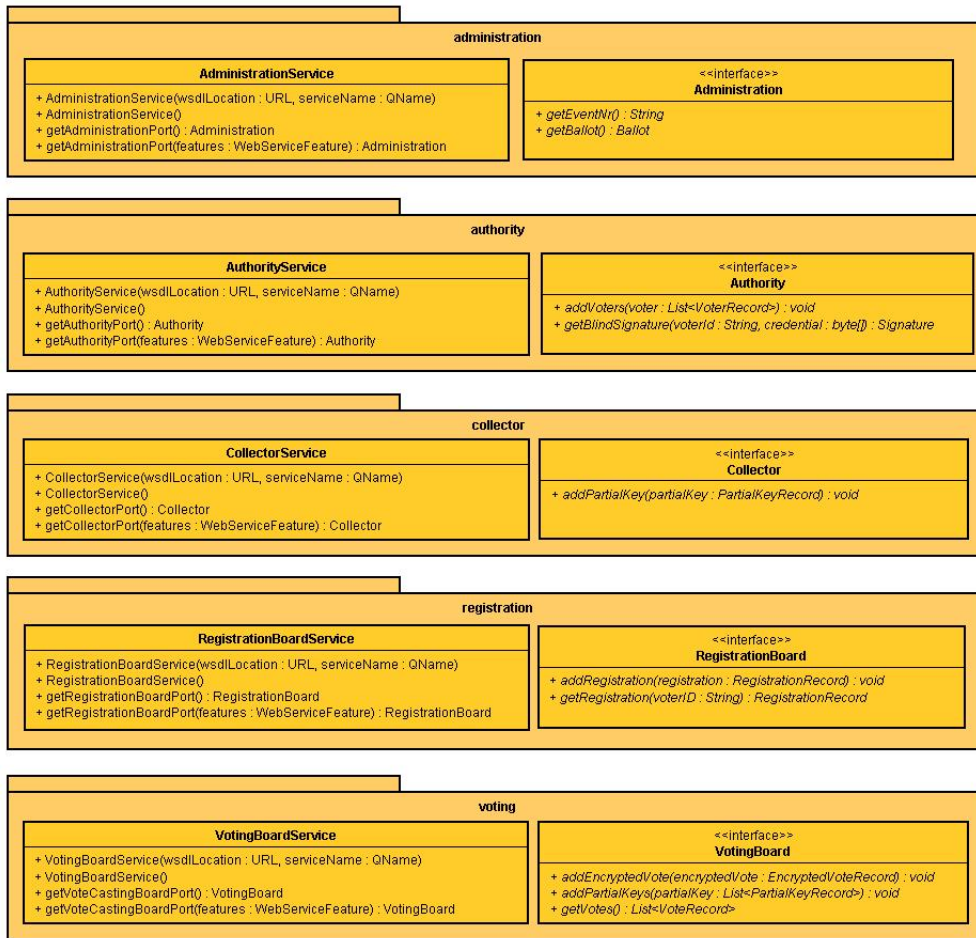 administration
AdministrationService
+ AdministrationService(wsdlLocation : URL, serviceName : QName)
+ AdministrationService()
+ getAdministrationPort() : Administration
+ getAdministrationPort(features : WebServiceFeature) : Administration
<<interface>>
Administration
+ getEventNr() : String
+ getBallot() : Ballot
authority
AuthorityService
+ AuthorityService(wsdlLocation : URL, serviceName : QName)
+ AuthorityService()
+ getAuthorityPort() : Authority
+ getAuthorityPort(features : WebServiceFeature) : Authority
<<interface>>
Authority
+ addVoters(voter : List<VoterRecord>) : void
+ getBlindSignature(voterId : String, credential : byte[]) : Signature
collector
CollectorService
+ CollectorService(wsdlLocation : URL, serviceName : QName)
+ CollectorService()
+ getCollectorPort() : Collector
+ getCollectorPort(features : WebServiceFeature) : Collector
<<interface>>
Collector
+ addPartialKey(partialKey : PartialKeyRecord) : void
registration
RegistrationBoardService
+ RegistrationBoardService(wsdlLocation : URL, serviceName : QName)
+ RegistrationBoardService()
+ getRegistrationBoardPort() : RegistrationBoard
+ getRegistrationBoardPort(features : WebServiceFeature) : RegistrationBoard
<<interface>>
RegistrationBoard
+ addRegistration(registration : RegistrationRecord) : void
+ getRegistration(voterID : String) : RegistrationRecord
voting
VotingBoardService
+ VotingBoardService(wsdlLocation : URL, serviceName : QName)
+ VotingBoardService()
+ getVoteCastingBoardPort() : VotingBoard
+ getVoteCastingBoardPort(features : WebServiceFeature) : VotingBoard
<<interface>>
VotingBoard
+ addEncryptedVote(encryptedVote : EncryptedVoteRecord) : void
+ addPartialKeys(partialKey : List<PartialKeyRecord>) : void
+ getVotes() : List<VoteRecord>